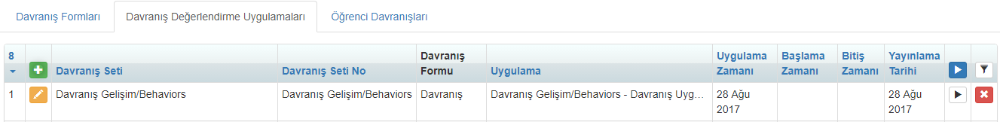 Davranış Formları Davranış Değerlendirme Uygulamaları Öğrenci Davranışları
8 Davranış Seti Davranış Seti No Davranış Formu Uygulama Uygulama Zamanı Başlama Zamanı Bitiş Zamanı Yayınlama Tarihi
1 Davranış Gelişim/Behaviors Davranış Gelişim/Behaviors Davranış Davranış Gelişim/Behaviors - Davranış Uyg... 28 Ağu 2017 28 Ağu 2017